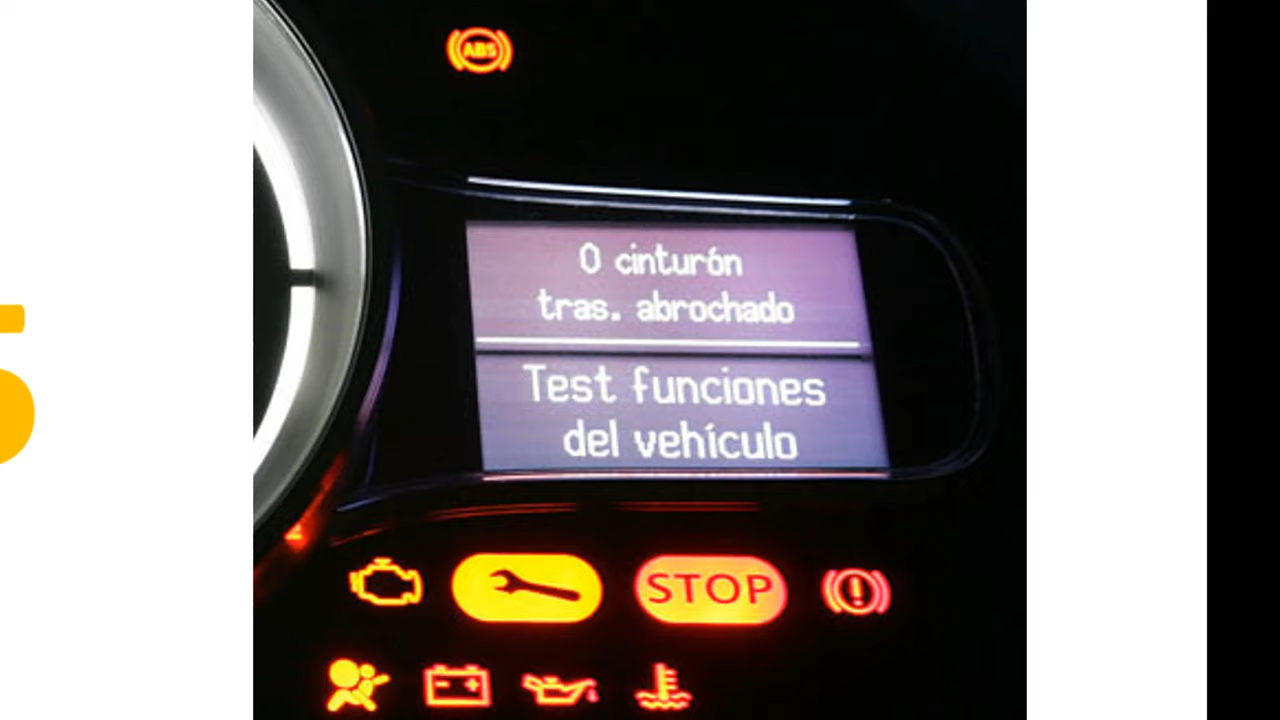 ABS
0 cinturón
tras. abrochado
Test funciones
del vehículo
STOP